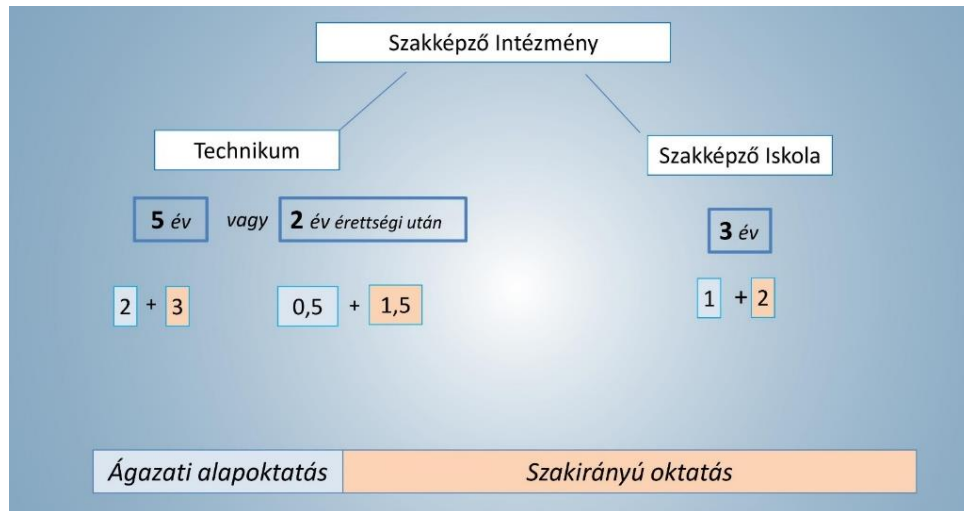 Szakképző Intézmény
Technikum
Szakképző Iskola
5 év vagy 2 év érettségi után
3 év
2 + 3
0,5 + 1,5
1 + 2
Ágazati alapoktatás
Szakirányú oktatás